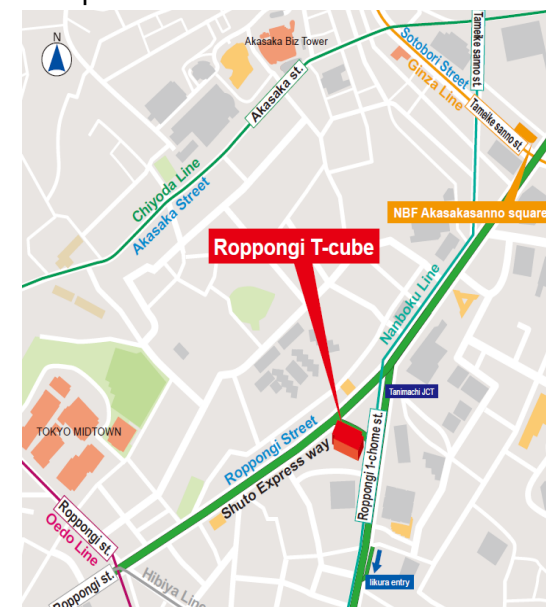 N
Akasaka Biz Tower
Sotobori Street
Ginza Line
Tameike sanno st.
Tameike sanno st.
Akasaka st.
Chiyoda Line
Akasaka Street
NBF Akasakasanno square
Roppongi T-cube
Nanboku Line
Tanimachi JCT
TOKYO MIDTOWN
Roppongi Street
Shuto Express way
Roppongi 1-chome st.
Roppongi st.
Oedo Line
Hibiya Line
Roppongi st.
Iikura entry